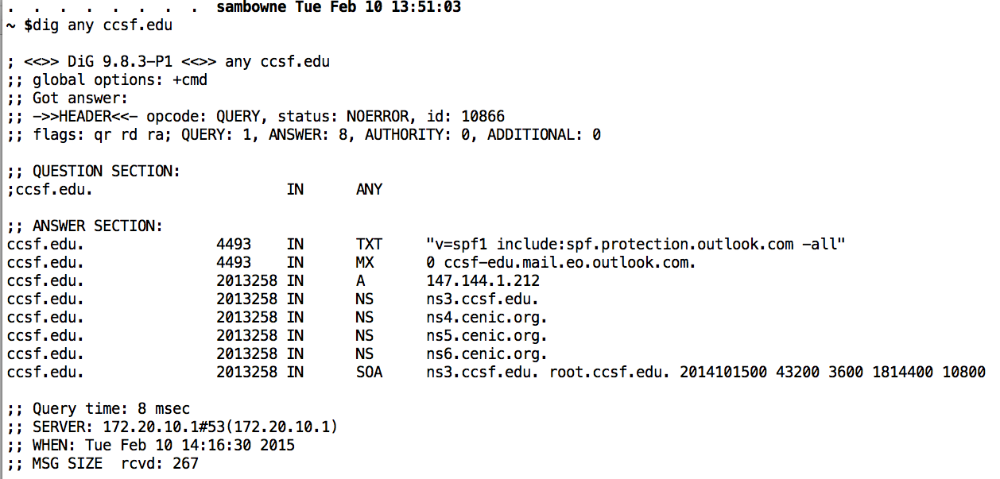 . . . . . . . . sambowne Tue Feb 10 13:51:03
~ $dig any ccsf.edu
; <<>> DiG 9.8.3-P1 <<>> any ccsf.edu
;; global options: +cmd
;; Got answer:
;; ->>HEADER<<- opcode: QUERY, status: NOERROR, id: 10866
;; flags: qr rd ra; QUERY: 1, ANSWER: 8, AUTHORITY: 0, ADDITIONAL: 0
;; QUESTION SECTION:
;ccsf.edu. IN ANY
;; ANSWER SECTION:
ccsf.edu. 4493 IN TXT "v=spf1 include:spf.protection.outlook.com -all"
ccsf.edu. 4493 IN MX 0 ccsf-edu.mail.eo.outlook.com.
ccsf.edu. 2013258 IN A 147.144.1.212
ccsf.edu. 2013258 IN NS ns3.ccsf.edu.
ccsf.edu. 2013258 IN NS ns4.cenic.org.
ccsf.edu. 2013258 IN NS ns5.cenic.org.
ccsf.edu. 2013258 IN NS ns6.cenic.org.
ccsf.edu. 2013258 IN SOA ns3.ccsf.edu. root.ccsf.edu. 2014101500 43200 3600 1814400 10800
;; Query time: 8 msec
;; SERVER: 172.20.10.1#53(172.20.10.1)
;; WHEN: Tue Feb 10 14:16:30 2015
;; MSG SIZE rcvd: 267